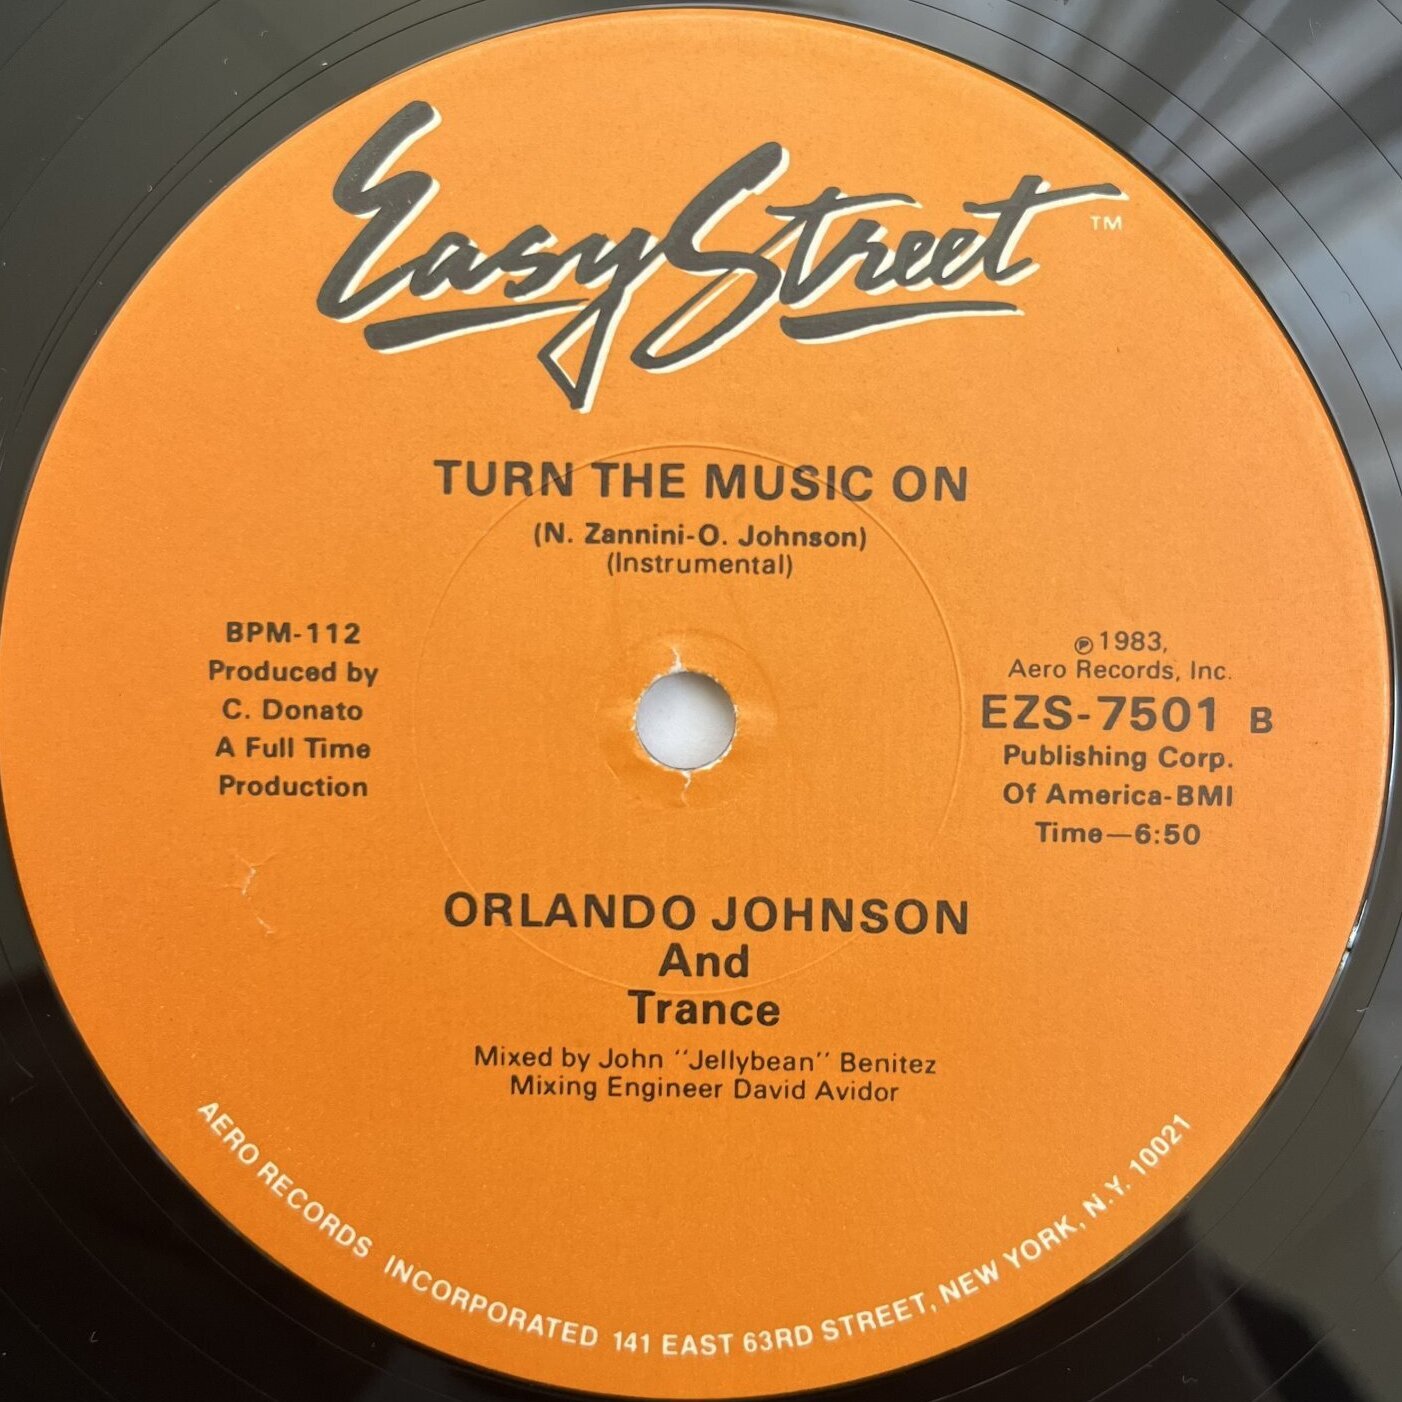 Easy Street ™
TURN THE MUSIC ON
(N. Zannini-O. Johnson)
(Instrumental)
BPM-112
Produced by
C. Donato
A Full Time
Production
℗ 1983,
Aero Records, Inc.
EZS-7501 B
Publishing Corp.
Of America-BMI
Time—6:50
ORLANDO JOHNSON
And
Trance
Mixed by John "Jellybean" Benitez
Mixing Engineer David Avidor
AERO RECORDS INCORPORATED 141 EAST 63RD STREET, NEW YORK, N.Y. 10021